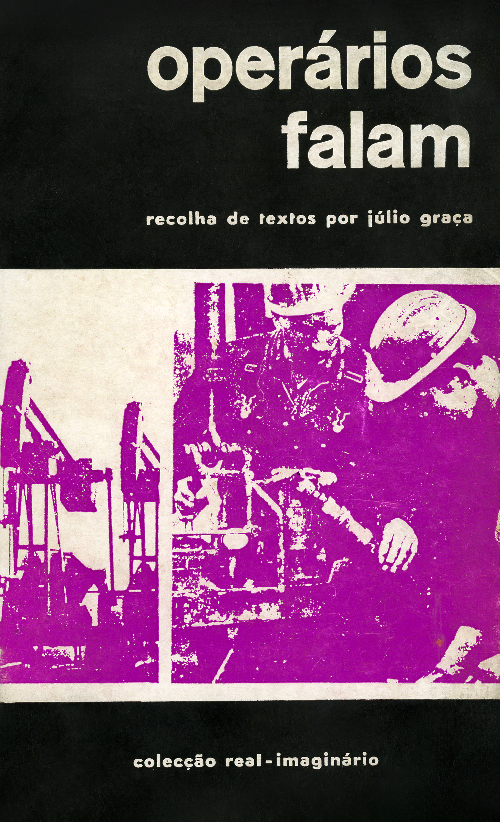 operários
falam
recolha de textos por júlio graça
colecção real-imaginário